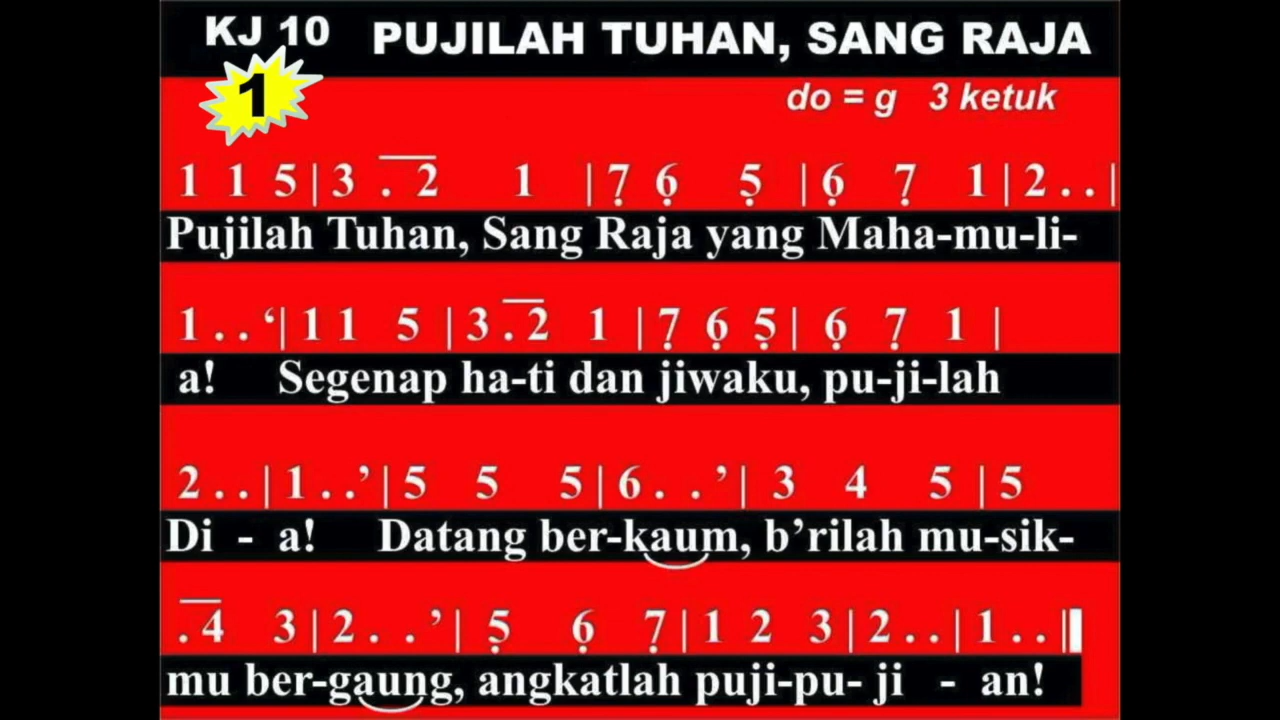 KJ 10 PUJILAH TUHAN, SANG RAJA
1
do = g 3 ketuk
1 1 5 | 3 . 2 1 | 7̣ 6̣ 5̣ | 6̣ 7̣ 1 | 2 . . |
Pujilah Tuhan, Sang Raja yang Maha-mu-li-
1 . . ‘ | 1 1 5 | 3 . 2 1 | 7̣ 6̣ 5̣ | 6̣ 7̣ 1 |
a! Segenap ha-ti dan jiwaku, pu-ji-lah
2 . . | 1 . . ’ | 5 5 5 | 6 . . ’ | 3 4 5 | 5
Di - a! Datang ber-kaum, b’rilah mu-sik-
. 4 3 | 2 . . ’ | 5̣ 6̣ 7̣ | 1 2 3 | 2 . . | 1 . . ||
mu ber-gaung, angkatlah puji-pu- ji - an!